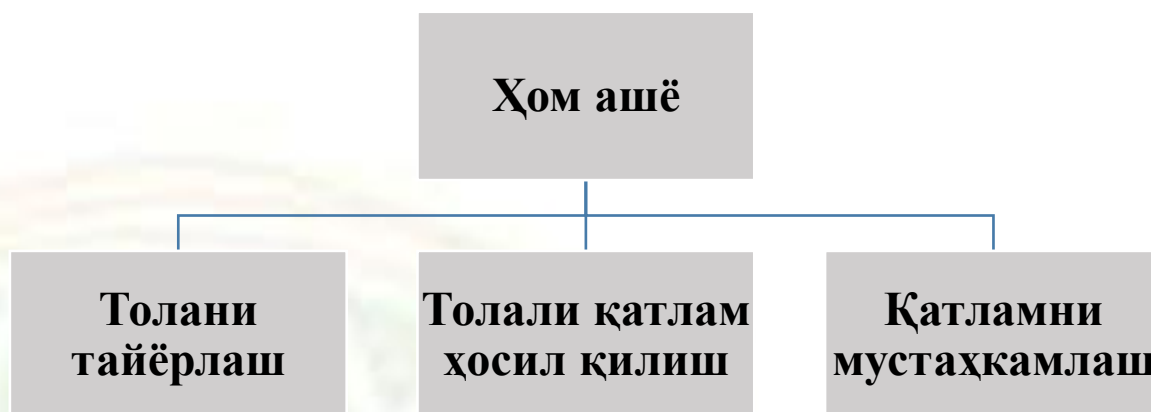 Ҳом ашё
Толани
тайёрлаш
Толали қатлам
ҳосил қилиш
Қатламни
мустаҳкамлаш